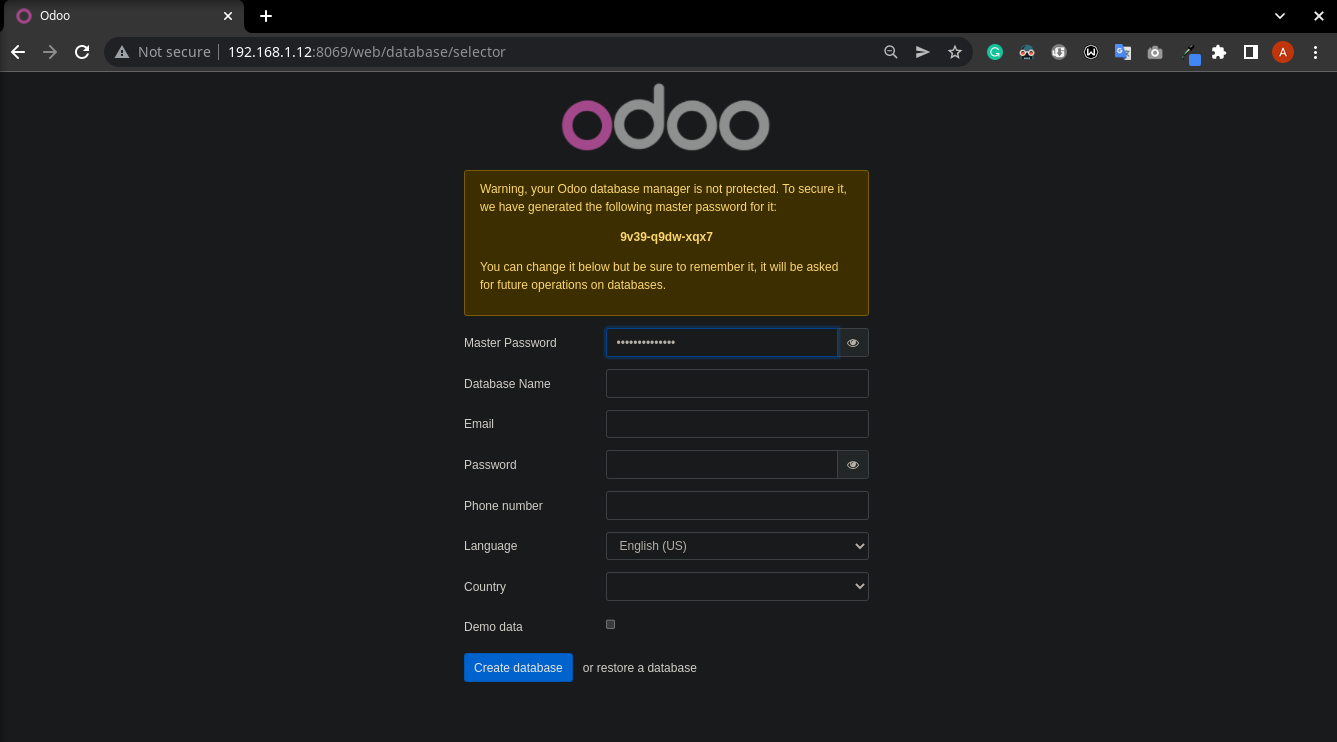 Odoo
Not secure 192.168.1.12:8069/web/database/selector
A
odoo
Warning, your Odoo database manager is not protected. To secure it,
we have generated the following master password for it:
9v39-q9dw-xqx7
You can change it below but be sure to remember it, it will be asked
for future operations on databases.
Master Password ••••••••••••••
Database Name
Email
Password
Phone number
Language English (US)
Country
Demo data
Create database or restore a database